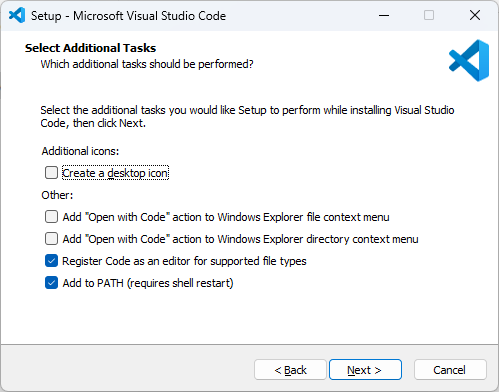 Setup - Microsoft Visual Studio Code
Select Additional Tasks
Which additional tasks should be performed?
Select the additional tasks you would like Setup to perform while installing Visual Studio
Code, then click Next.
Additional icons:
Create a desktop icon
Other:
Add "Open with Code" action to Windows Explorer file context menu
Add "Open with Code" action to Windows Explorer directory context menu
Register Code as an editor for supported file types
Add to PATH (requires shell restart)
< Back
Next >
Cancel